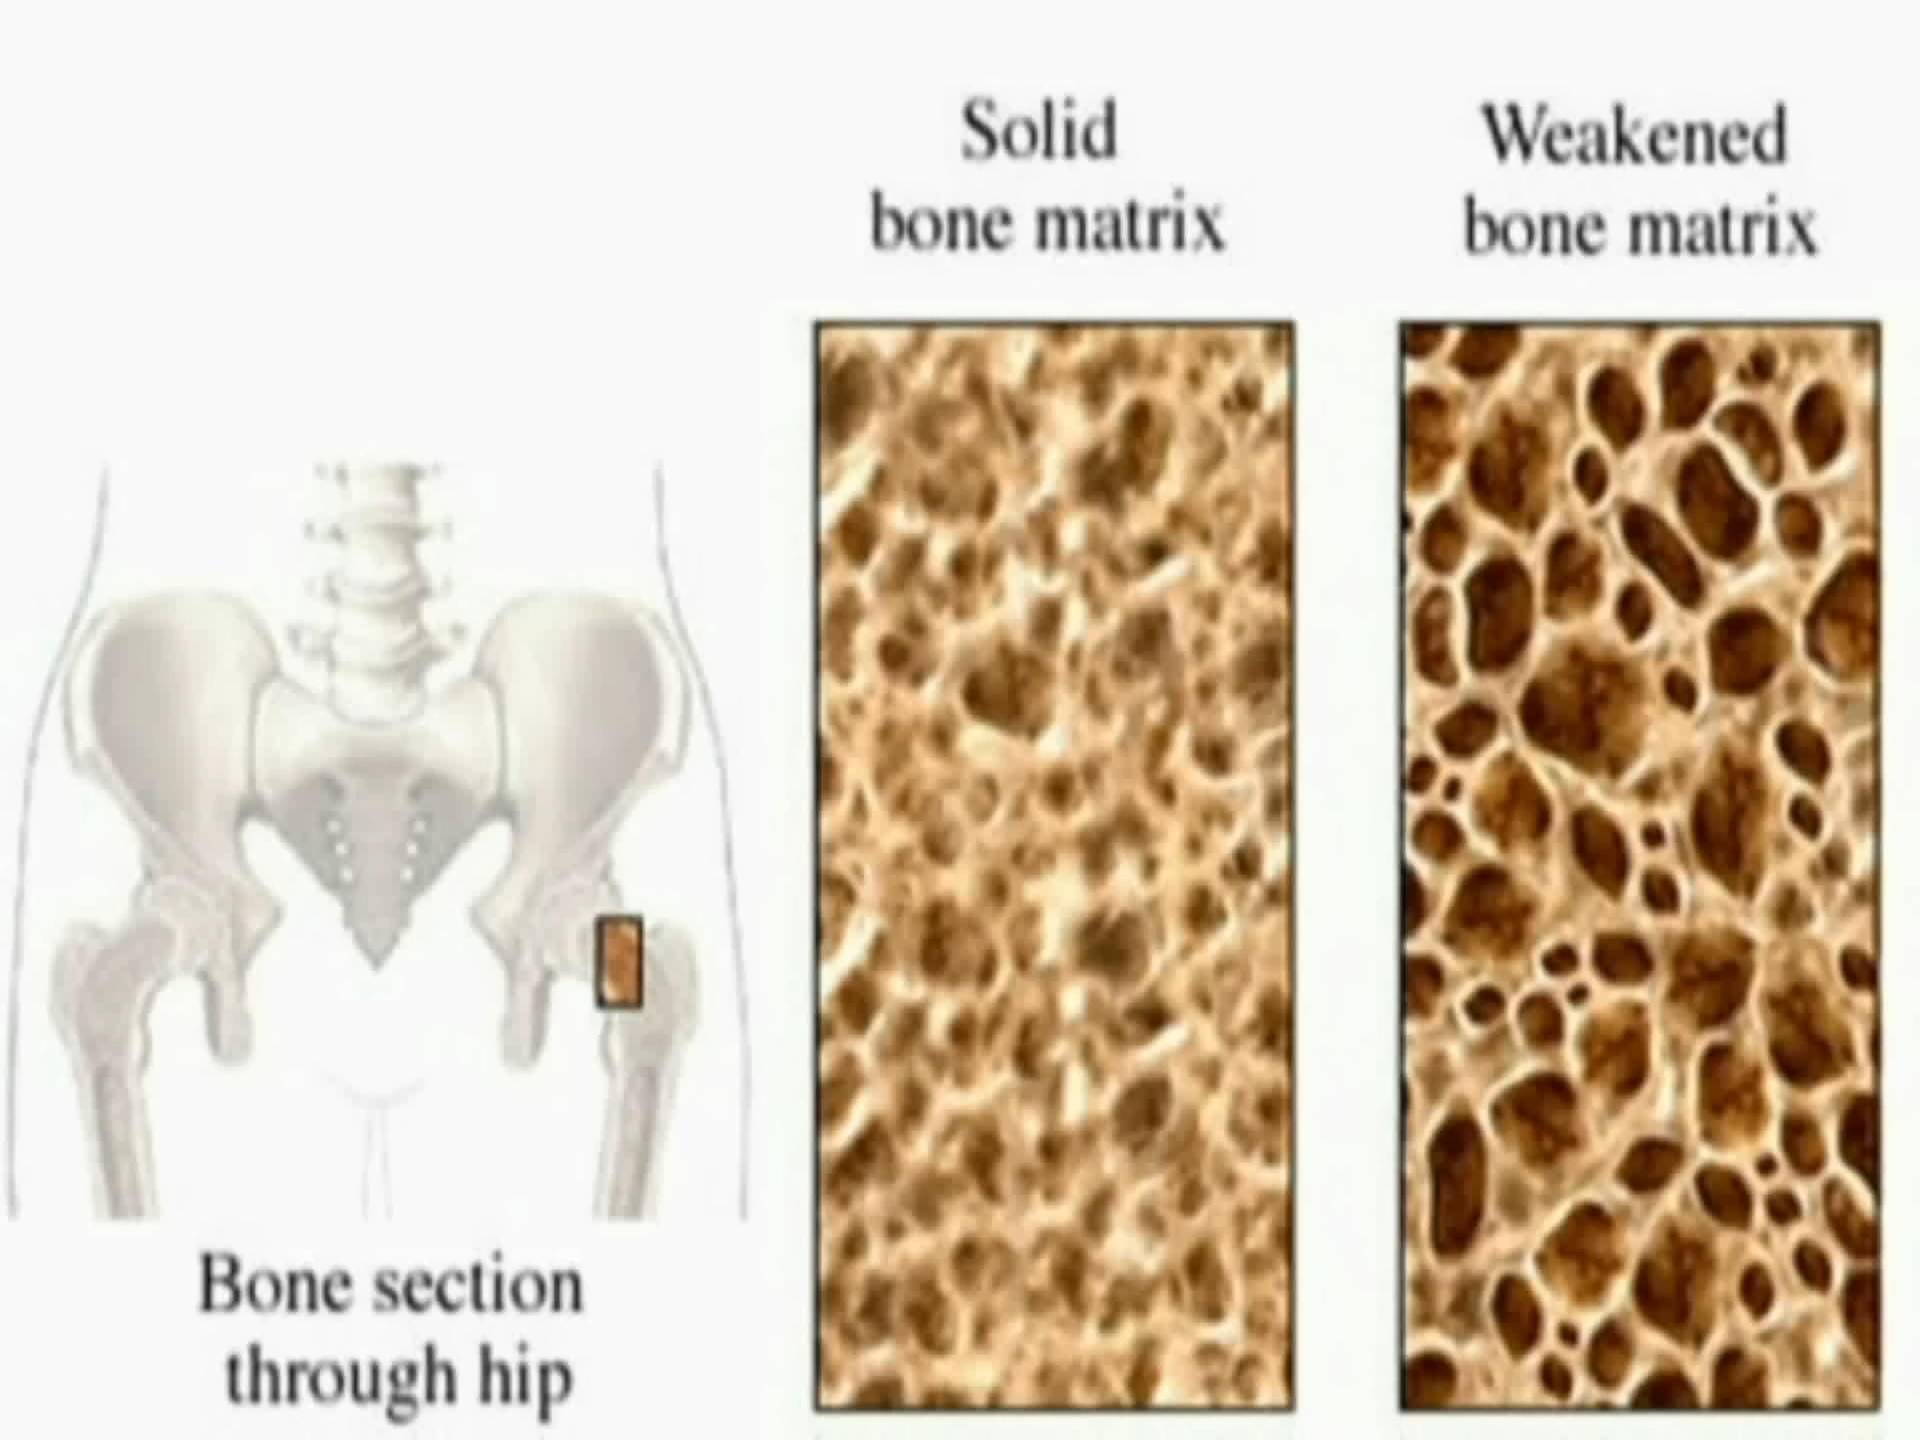 Solid
bone matrix
Weakened
bone matrix
Bone section
through hip